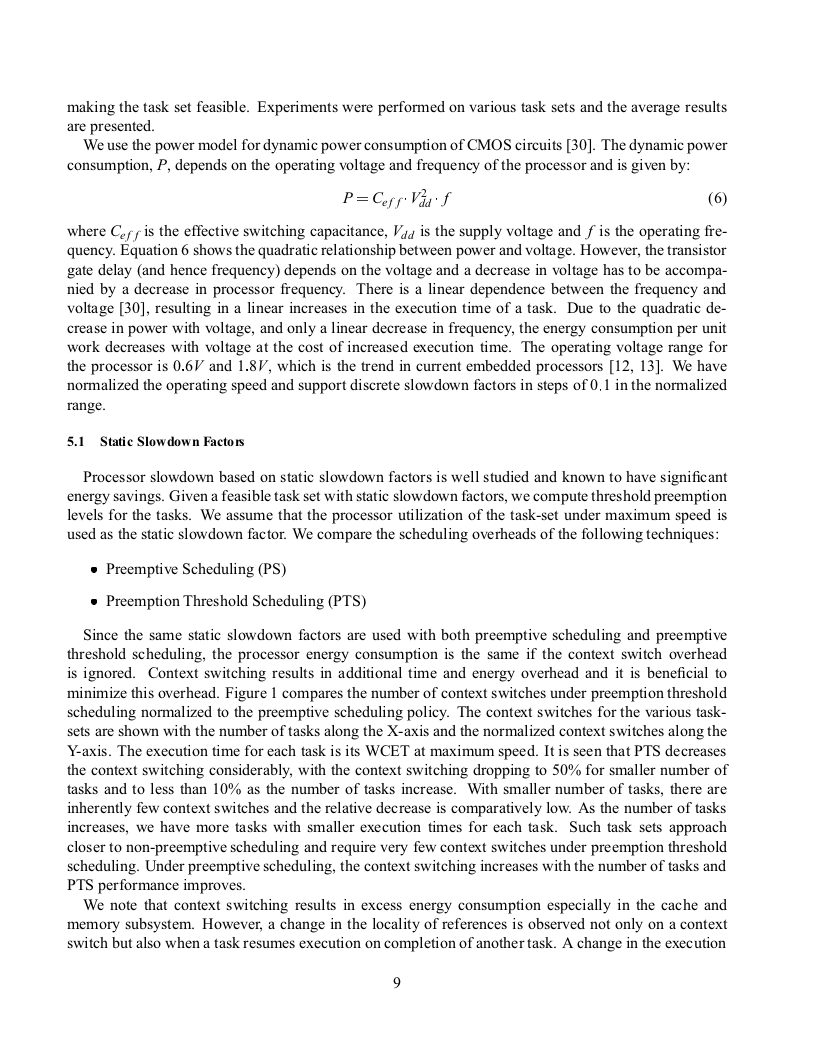 making the task set feasible. Experiments were performed on various task sets and the average results
are presented.
We use the power model for dynamic power consumption of CMOS circuits [30]. The dynamic power
consumption, P, depends on the operating voltage and frequency of the processor and is given by:
P = C_{eff} · V_{dd}^2 · f (6)
where C_{eff} is the effective switching capacitance, V_{dd} is the supply voltage and f is the operating fre-
quency. Equation 6 shows the quadratic relationship between power and voltage. However, the transistor
gate delay (and hence frequency) depends on the voltage and a decrease in voltage has to be accompa-
nied by a decrease in processor frequency. There is a linear dependence between the frequency and
voltage [30], resulting in a linear increases in the execution time of a task. Due to the quadratic de-
crease in power with voltage, and only a linear decrease in frequency, the energy consumption per unit
work decreases with voltage at the cost of increased execution time. The operating voltage range for
the processor is 0.6V and 1.8V, which is the trend in current embedded processors [12, 13]. We have
normalized the operating speed and support discrete slowdown factors in steps of 0.1 in the normalized
range.
5.1 Static Slowdown Factors
Processor slowdown based on static slowdown factors is well studied and known to have significant
energy savings. Given a feasible task set with static slowdown factors, we compute threshold preemption
levels for the tasks. We assume that the processor utilization of the task-set under maximum speed is
used as the static slowdown factor. We compare the scheduling overheads of the following techniques:
• Preemptive Scheduling (PS)
• Preemption Threshold Scheduling (PTS)
Since the same static slowdown factors are used with both preemptive scheduling and preemptive
threshold scheduling, the processor energy consumption is the same if the context switch overhead
is ignored. Context switching results in additional time and energy overhead and it is beneficial to
minimize this overhead. Figure 1 compares the number of context switches under preemption threshold
scheduling normalized to the preemptive scheduling policy. The context switches for the various task-
sets are shown with the number of tasks along the X-axis and the normalized context switches along the
Y-axis. The execution time for each task is its WCET at maximum speed. It is seen that PTS decreases
the context switching considerably, with the context switching dropping to 50% for smaller number of
tasks and to less than 10% as the number of tasks increase. With smaller number of tasks, there are
inherently few context switches and the relative decrease is comparatively low. As the number of tasks
increases, we have more tasks with smaller execution times for each task. Such task sets approach
closer to non-preemptive scheduling and require very few context switches under preemption threshold
scheduling. Under preemptive scheduling, the context switching increases with the number of tasks and
PTS performance improves.
We note that context switching results in excess energy consumption especially in the cache and
memory subsystem. However, a change in the locality of references is observed not only on a context
switch but also when a task resumes execution on completion of another task. A change in the execution
9